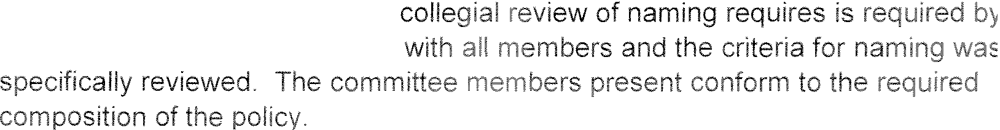 collegial review of naming requires is required by
with all members and the criteria for naming was
specifically reviewed.  The committee members present conform to the required
composition of the policy.